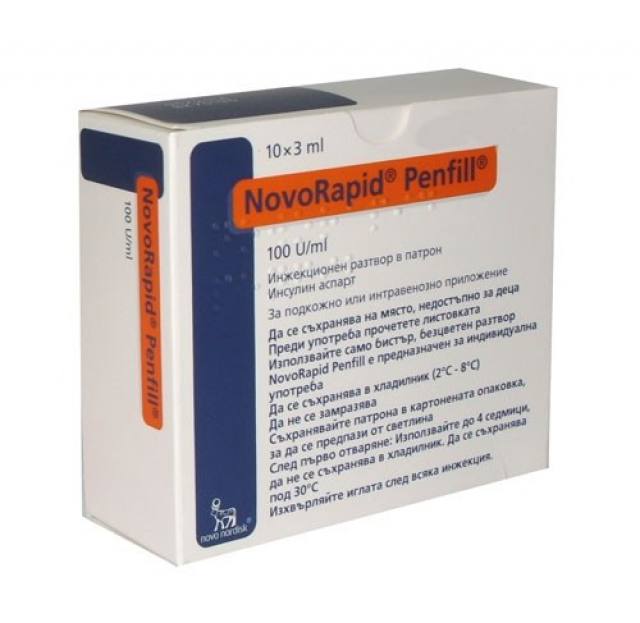 10×3 ml
NovoRapid® Penfill®
100 U/ml
Инжекционен разтвор в патрон
Инсулин аспарт
За подкожно или интравенозно приложение
Да се съхранява на място, недостъпно за деца
Преди употреба прочетете листовката
Използвайте само бистър, безцветен разтвор
NovoRapid Penfill е предназначен за индивидуална
употреба
Да се съхранява в хладилник (2°C - 8°C)
Да не се замразява
Съхранявайте патрона в картонената опаковка,
за да се предпази от светлина
След първо отваряне: Използвайте до 4 седмици,
да не се съхранява в хладилник. Да се съхранява
под 30°C
Изхвърляйте иглата след всяка инжекция.
novo nordisk®
NovoRapid® Penfill®
100 U/ml